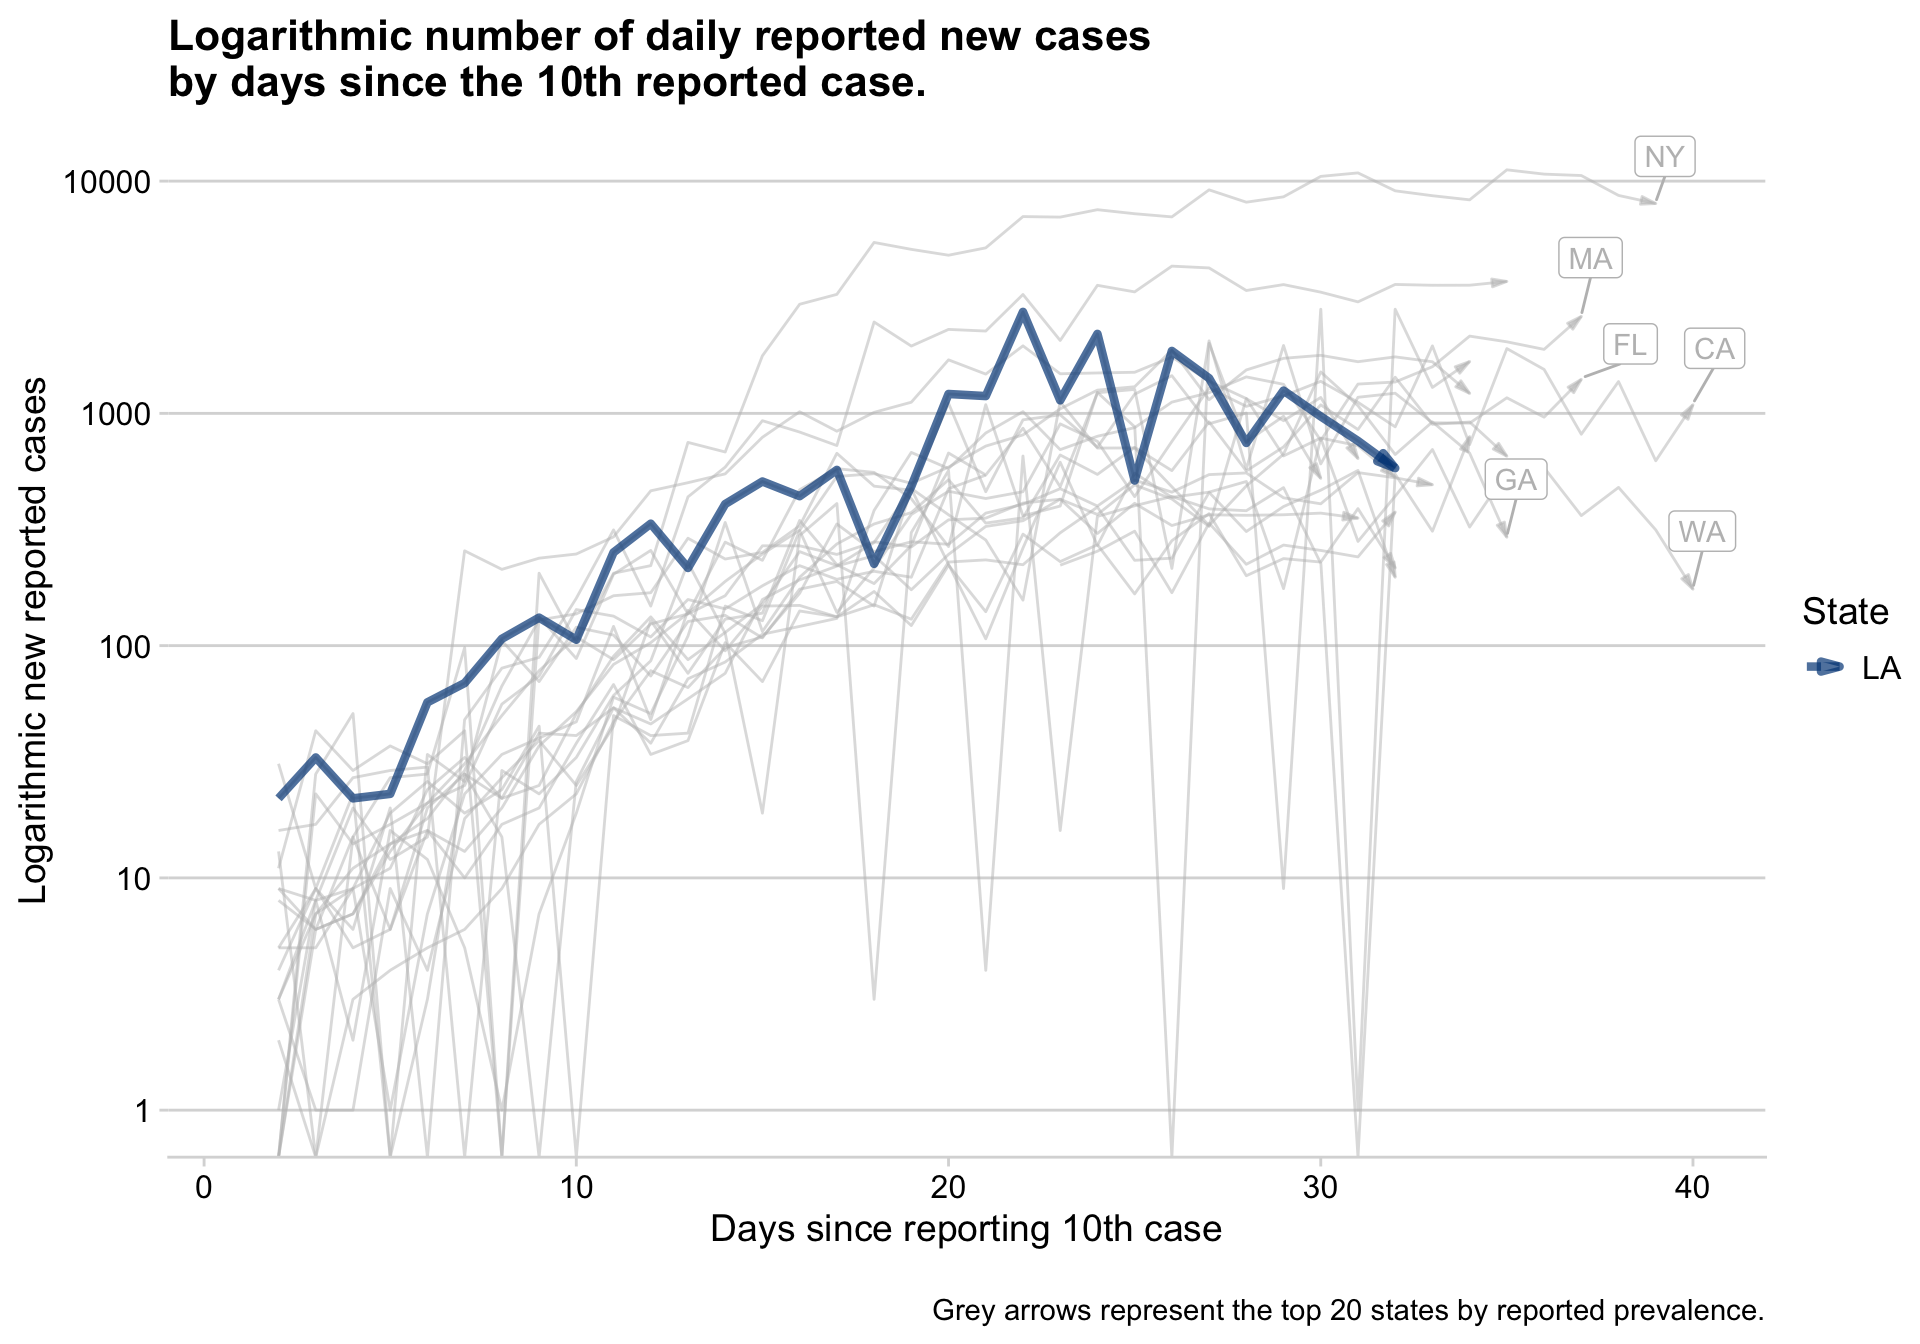 Logarithmic number of daily reported new cases
by days since the 10th reported case.
Logarithmic new reported cases
10000
1000
100
10
1
NY
MA
FL
CA
GA
WA
State
LA
0
10
20
30
40
Days since reporting 10th case
Grey arrows represent the top 20 states by reported prevalence.